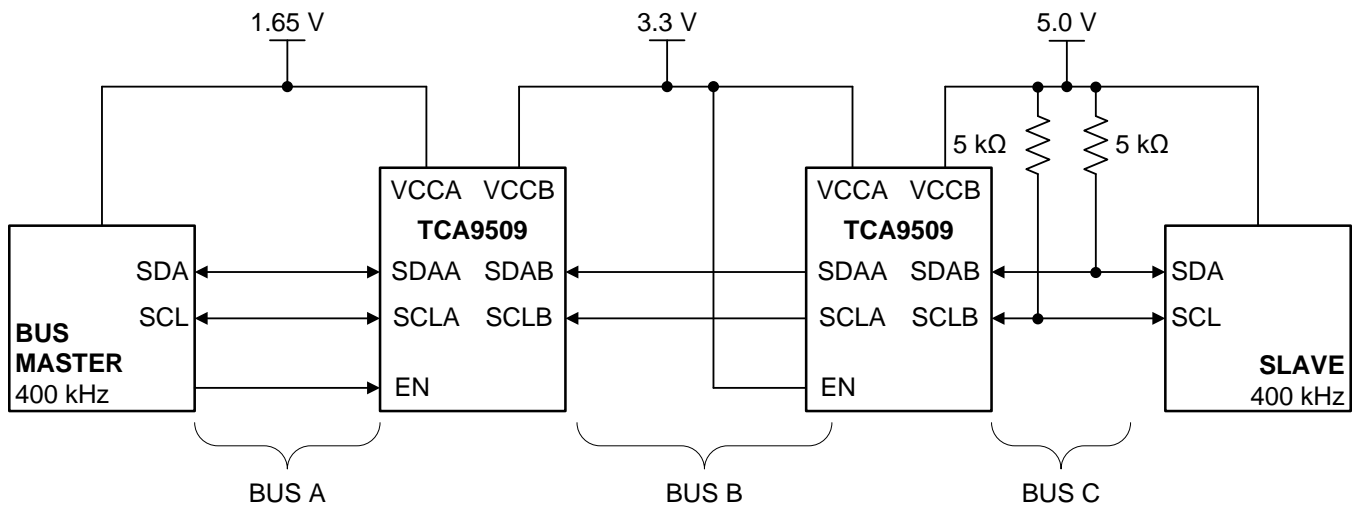 1.65 V
3.3 V
5.0 V
5 kΩ
5 kΩ
VCCA VCCB
TCA9509
SDAA SDAB
SCLA SCLB
EN
VCCA VCCB
TCA9509
SDAA SDAB
SCLA SCLB
EN
SDA
SCL
BUS
MASTER
400 kHz
SDA
SCL
SLAVE
400 kHz
BUS A
BUS B
BUS C